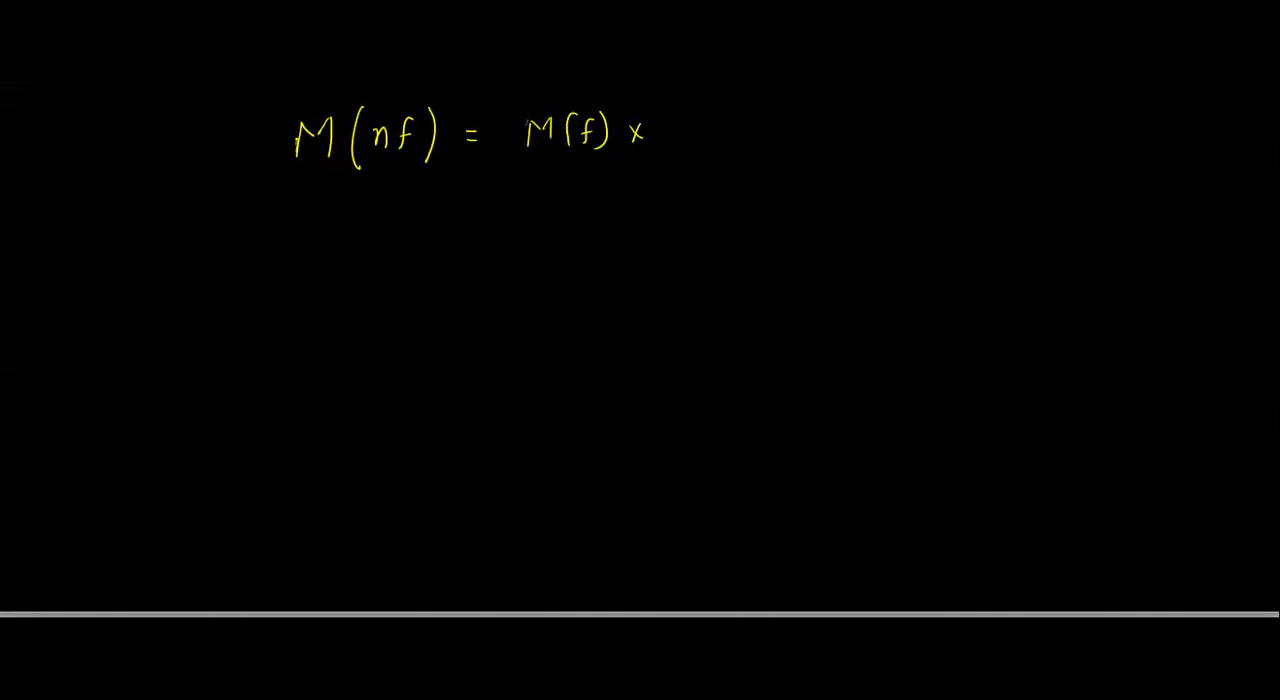 M(nf) = M(f) ×